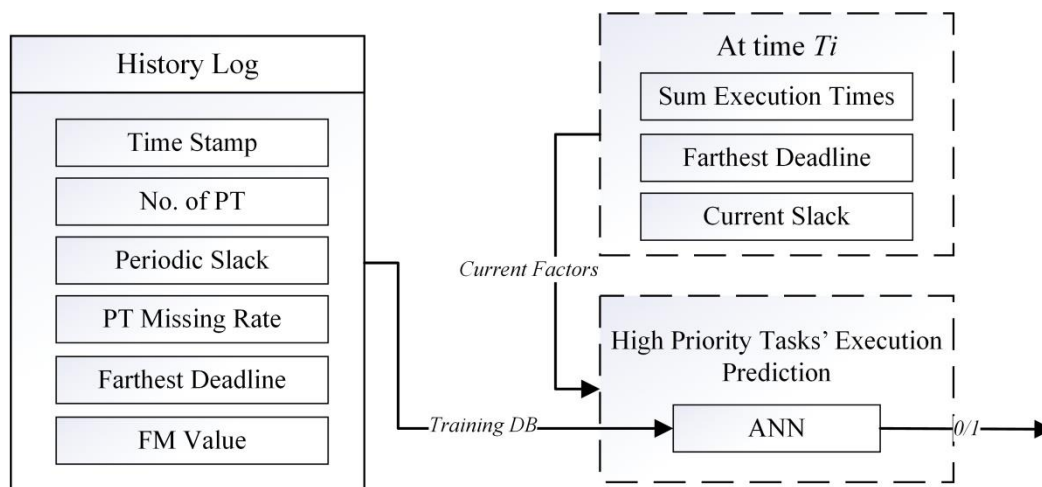 History Log
Time Stamp
No. of PT
Periodic Slack
PT Missing Rate
Farthest Deadline
FM Value
At time Ti
Sum Execution Times
Farthest Deadline
Current Slack
Current Factors
High Priority Tasks’ Execution
Prediction
Training DB
ANN
0/1